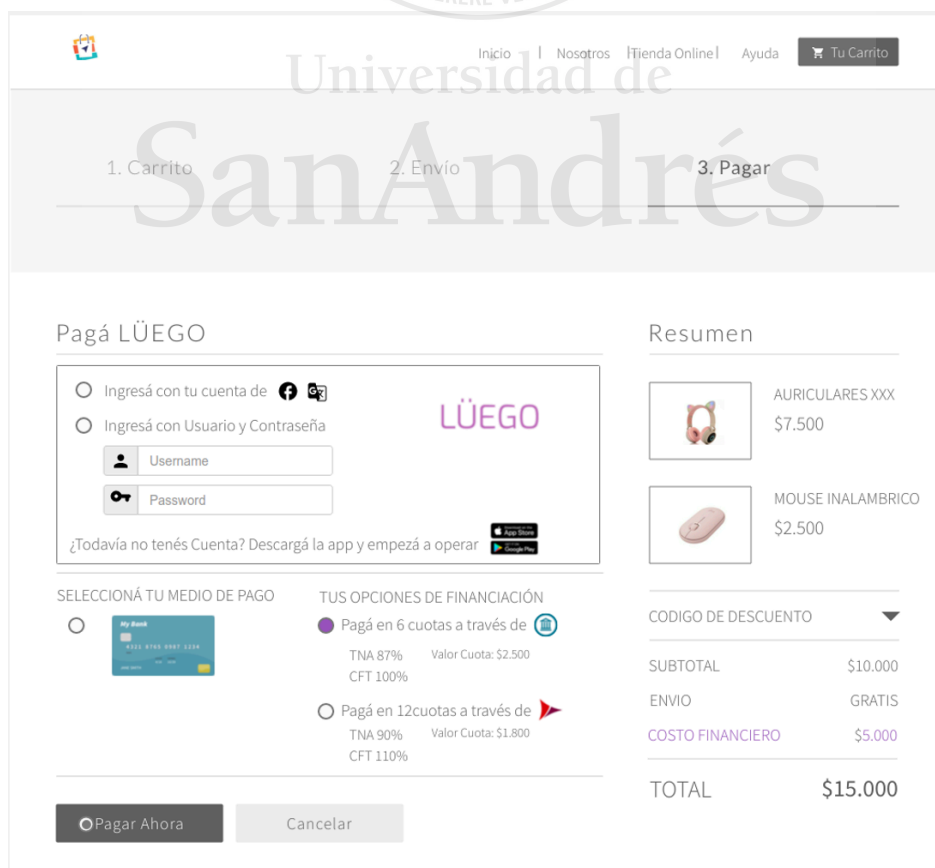 Inicio | Nosotros |Tienda Online| Ayuda Tu Carrito
Universidad de
SanAndrés
1. Carrito 2. Envío 3. Pagar
Pagá LÜEGO
Ingresá con tu cuenta de
Ingresá con Usuario y Contraseña
LÜEGO
Username
Password
¿Todavía no tenés Cuenta? Descargá la app y empezá a operar
App Store
Google Play
SELECCIONÁ TU MEDIO DE PAGO
My Bank
TUS OPCIONES DE FINANCIACIÓN
Pagá en 6 cuotas a través de
TNA 87% Valor Cuota: $2.500
CFT 100%
Pagá en 12cuotas a través de
TNA 90% Valor Cuota: $1.800
CFT 110%
Pagar Ahora Cancelar
Resumen
AURICULARES XXX
$7.500
MOUSE INALAMBRICO
$2.500
CODIGO DE DESCUENTO
SUBTOTAL $10.000
ENVIO GRATIS
COSTO FINANCIERO $5.000
TOTAL $15.000